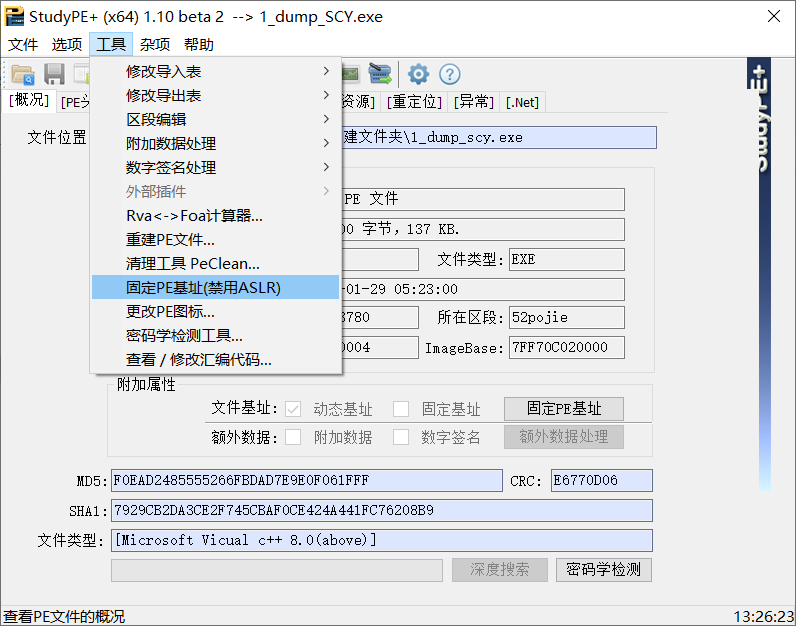 StudyPE+ (x64) 1.10 beta 2 --> 1_dump_SCY.exe
文件 选项 工具 杂项 帮助
[概况] [PE头 资源] [重定位] [异常] [.Net]
修改导入表
修改导出表
区段编辑
附加数据处理
数字签名处理
外部插件
Rva<->Foa计算器...
重建PE文件...
清理工具 PeClean...
固定PE基址(禁用ASLR)
更改PE图标...
密码学检测工具...
查看 / 修改汇编代码...
文件位置 建文件夹\1_dump_scy.exe
PE 文件
00 字节，137 KB.
文件类型: EXE
-01-29 05:23:00
3780 所在区段: 52pojie
0004 ImageBase: 7FF70C020000
StudyPE+
附加属性
文件基址: 动态基址 固定基址 固定PE基址
额外数据: 附加数据 数字签名 额外数据处理
MD5: F0EAD2485555266FBDAD7E9E0F061FFF CRC: E6770D06
SHA1: 7929CB2DA3CE2F745CBAF0CE424A441FC76208B9
文件类型: [Microsoft Vicual c++ 8.0(above)]
深度搜索 密码学检测
查看PE文件的概况 13:26:23